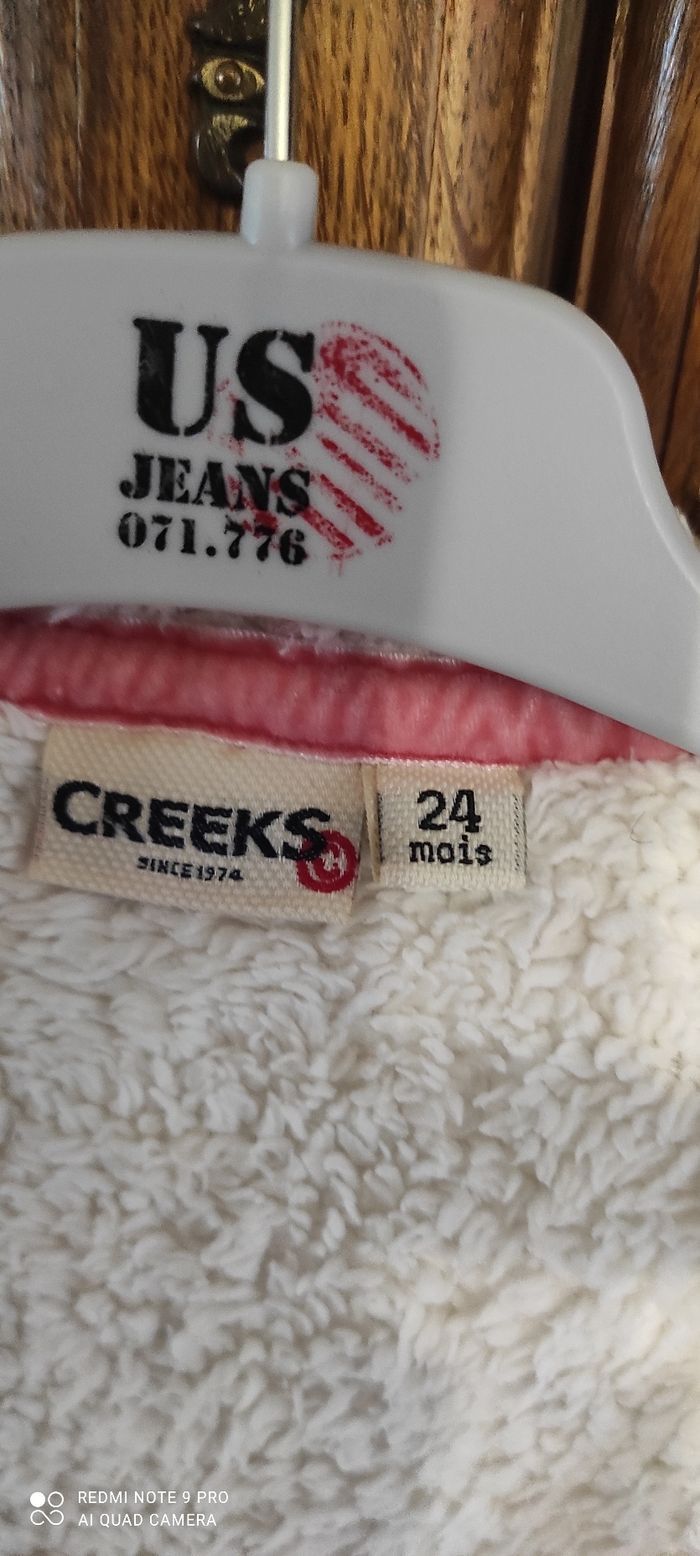 US
JEANS
071.776
CREEKS
SINCE 1974
24
mois
REDMI NOTE 9 PRO
AI QUAD CAMERA